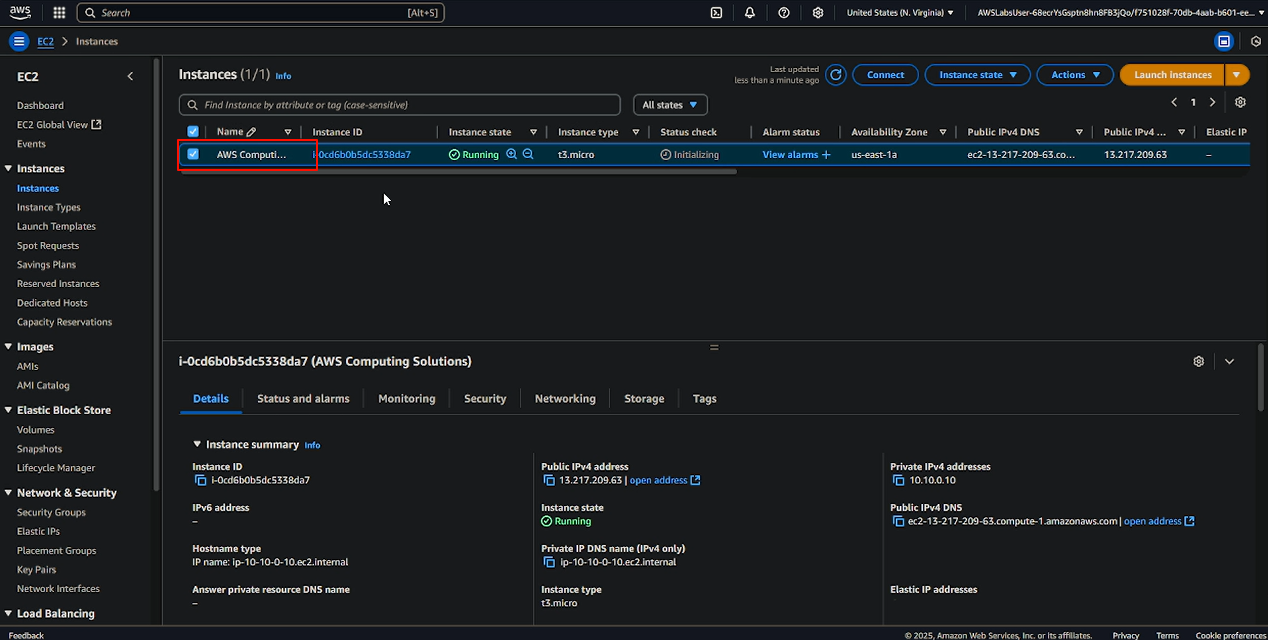 aws Search [Alt+S] United States (N. Virginia) AWSLabsUser-68ecrYsGsptn8hn8FB3jQo/f751028f-70db-4aab-b601-ee...
EC2 > Instances
EC2
Dashboard
EC2 Global View
Events
Instances
Instances
Instance Types
Launch Templates
Spot Requests
Savings Plans
Reserved Instances
Dedicated Hosts
Capacity Reservations
Images
AMIs
AMI Catalog
Elastic Block Store
Volumes
Snapshots
Lifecycle Manager
Network & Security
Security Groups
Elastic IPs
Placement Groups
Key Pairs
Network Interfaces
Load Balancing
Instances (1/1) Info
Last updated
less than a minute ago
Connect Instance state Actions Launch instances
Find Instance by attribute or tag (case-sensitive) All states 1
Name Instance ID Instance state Instance type Status check Alarm status Availability Zone Public IPv4 DNS Public IPv4 ... Elastic IP
AWS Computi... i-0cd6b0b5dc5338da7 Running t3.micro Initializing View alarms + us-east-1a ec2-13-217-209-63.co... 13.217.209.63 –
i-0cd6b0b5dc5338da7 (AWS Computing Solutions)
Details Status and alarms Monitoring Security Networking Storage Tags
Instance summary Info
Instance ID
i-0cd6b0b5dc5338da7
IPv6 address
–
Hostname type
IP name: ip-10-10-0-10.ec2.internal
Answer private resource DNS name
–
Public IPv4 address
13.217.209.63 | open address
Instance state
Running
Private IP DNS name (IPv4 only)
ip-10-10-0-10.ec2.internal
Instance type
t3.micro
Private IPv4 addresses
10.10.0.10
Public IPv4 DNS
ec2-13-217-209-63.compute-1.amazonaws.com | open address
Elastic IP addresses
Feedback © 2025, Amazon Web Services, Inc. or its affiliates. Privacy Terms Cookie preferences